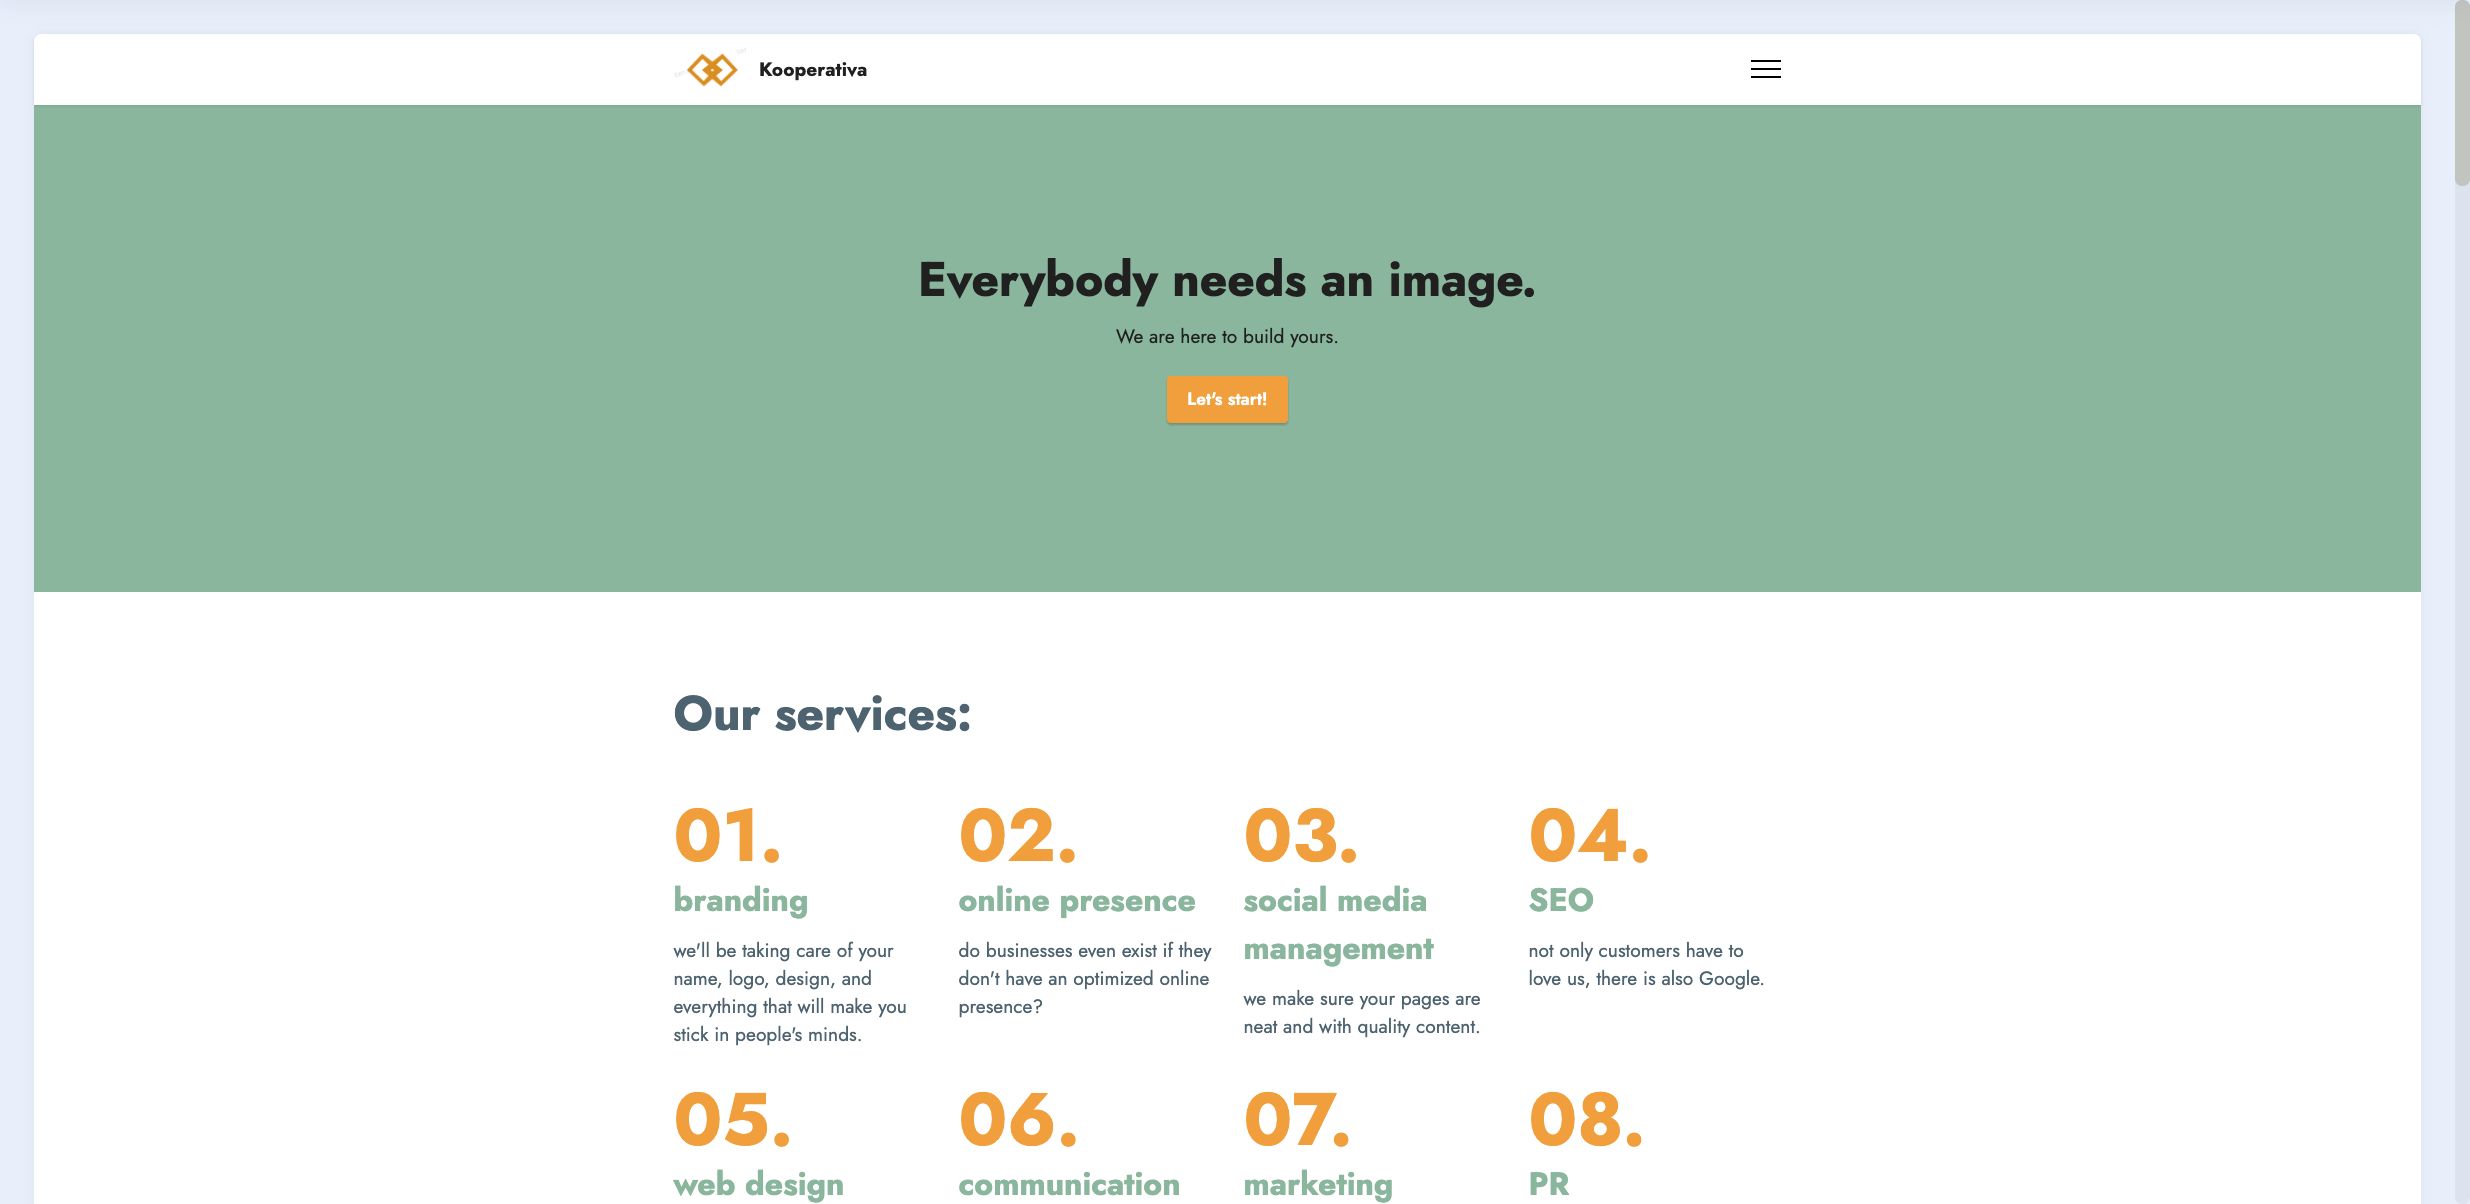 Kooperativa
Everybody needs an image.
We are here to build yours.
Let's start!
Our services:
01.
branding
we'll be taking care of your
name, logo, design, and
everything that will make you
stick in people's minds.
02.
online presence
do businesses even exist if they
don't have an optimized online
presence?
03.
social media
management
we make sure your pages are
neat and with quality content.
04.
SEO
not only customers have to
love us, there is also Google.
05.
web design
06.
communication
07.
marketing
08.
PR